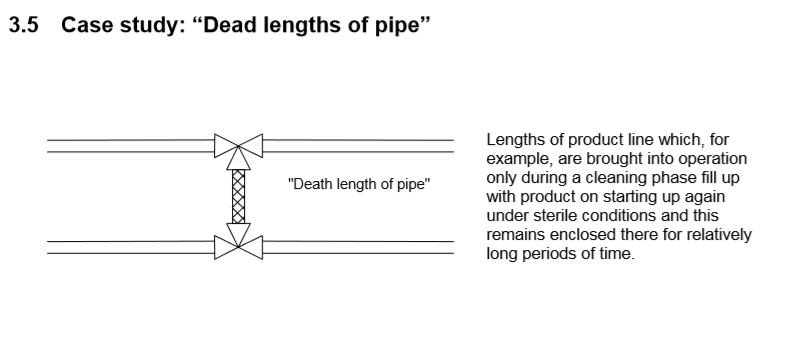 3.5 Case study: “Dead lengths of pipe”
"Death length of pipe"
Lengths of product line which, for
example, are brought into operation
only during a cleaning phase fill up
with product on starting up again
under sterile conditions and this
remains enclosed there for relatively
long periods of time.